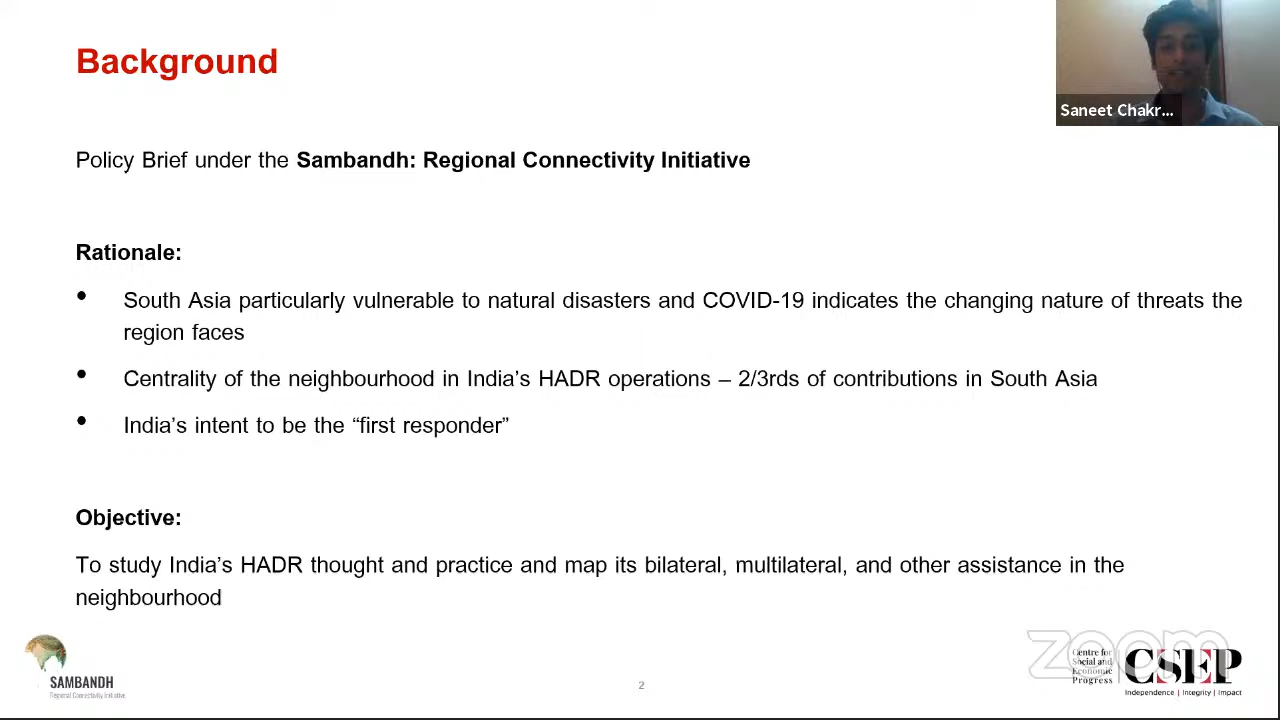 Background
Saneet Chakr...
Policy Brief under the Sambandh: Regional Connectivity Initiative
Rationale:
• South Asia particularly vulnerable to natural disasters and COVID-19 indicates the changing nature of threats the
region faces
• Centrality of the neighbourhood in India’s HADR operations – 2/3rds of contributions in South Asia
• India’s intent to be the “first responder”
Objective:
To study India’s HADR thought and practice and map its bilateral, multilateral, and other assistance in the
neighbourhood
SAMBANDH
Regional Connectivity Initiative
2
zoom
Centre for
Social and
Economic
Progress
CSEP
Independence | Integrity | Impact